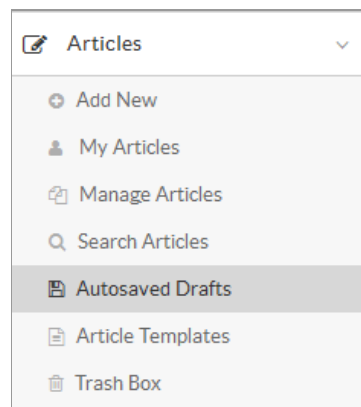 Articles
Add New
My Articles
Manage Articles
Search Articles
Autosaved Drafts
Article Templates
Trash Box